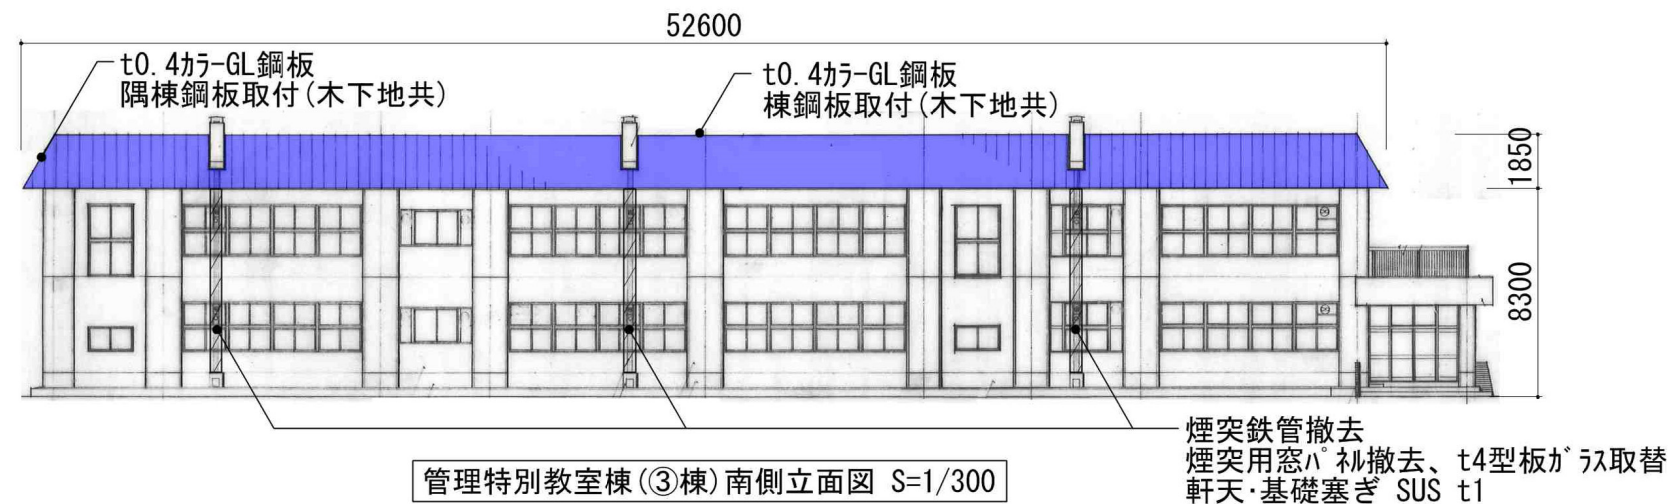 52600
t0.4ｶﾗｰGL鋼板
隅棟鋼板取付(木下地共)
t0.4ｶﾗｰGL鋼板
棟鋼板取付(木下地共)
1850
8300
煙突鉄管撤去
煙突用窓ﾊﾟﾈﾙ撤去、t4型板ｶﾞﾗｽ取替
軒天･基礎塞ぎ SUS t1
管理特別教室棟(③棟)南側立面図 S=1/300